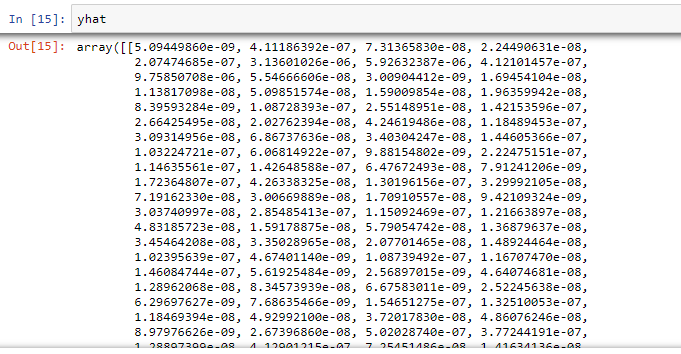 In [15]: yhat
Out[15]: array([[5.09449860e-09, 4.11186392e-07, 7.31365830e-08, 2.24490631e-08,
2.07474685e-07, 3.13601026e-06, 5.92632387e-06, 4.12101457e-07,
9.75850708e-06, 5.54666606e-08, 3.00904412e-09, 1.69454104e-08,
1.13817098e-08, 5.09851574e-08, 1.59009854e-08, 1.96359942e-08,
8.39593284e-09, 1.08728393e-07, 2.55148951e-08, 1.42153596e-07,
2.66425495e-08, 2.02762394e-08, 4.24619486e-08, 1.18489453e-07,
3.09314956e-08, 6.86737636e-08, 3.40304247e-08, 1.44605366e-07,
1.03224721e-07, 6.06814922e-08, 9.88154802e-09, 2.22475151e-07,
1.14635561e-07, 1.42648588e-07, 6.47672493e-08, 7.91241206e-09,
1.72364807e-07, 4.26338325e-08, 1.30196156e-07, 3.29992105e-08,
7.19162330e-08, 3.00669889e-08, 1.70910557e-08, 9.42109324e-09,
3.03740997e-08, 2.85485413e-07, 1.15092469e-07, 1.21663897e-08,
4.83185723e-08, 1.59178875e-08, 5.79054742e-08, 1.36879637e-08,
3.45464208e-08, 3.35028965e-08, 2.07701465e-08, 1.48924464e-08,
1.02395639e-07, 4.67401140e-09, 1.08739492e-07, 1.16707470e-08,
1.46084744e-07, 5.61925484e-09, 2.56897015e-09, 4.64074681e-08,
1.28962068e-08, 8.34573939e-08, 6.67583011e-09, 2.52245638e-08,
6.29697627e-09, 7.68635466e-09, 1.54651275e-07, 1.32510053e-07,
1.18469394e-08, 4.92992100e-08, 3.72017830e-08, 4.86076246e-08,
8.97976626e-09, 2.67396860e-08, 5.02028740e-07, 3.77244191e-07,
1.28897399e-08, 4.12901215e-07, 7.25451486e-08, 1.41634136e-08,